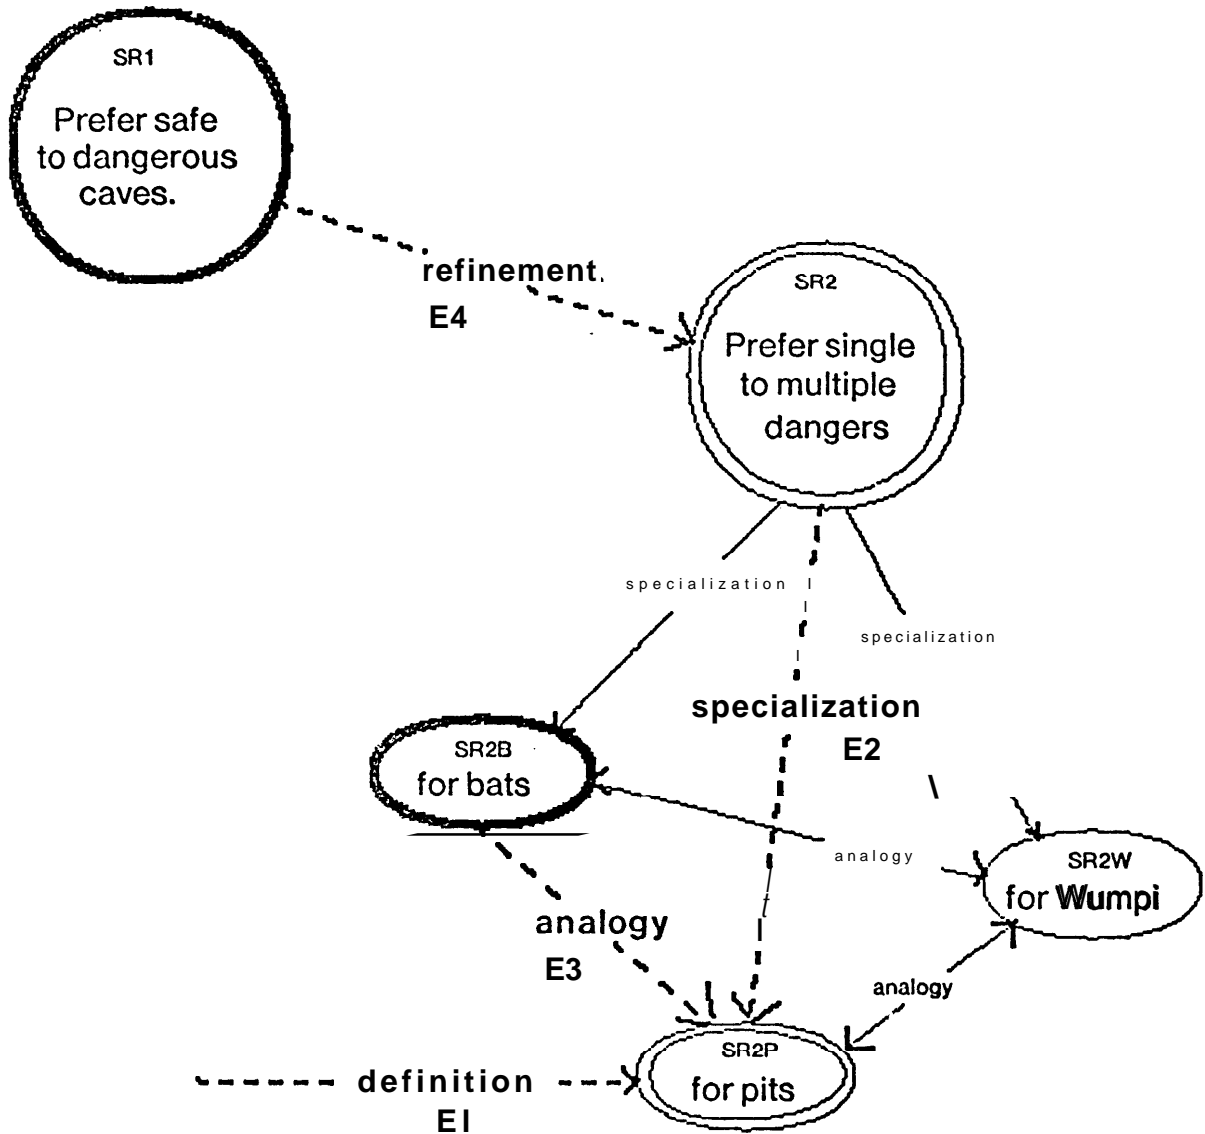 SR1
Prefer safe
to dangerous
caves.
refinement.
E4
SR2
Prefer single
to multiple
dangers
specialization
specialization
specialization
E2
SR2B
for bats
analogy
SR2W
for Wumpi
analogy
E3
analogy
SR2P
for pits
definition
E1